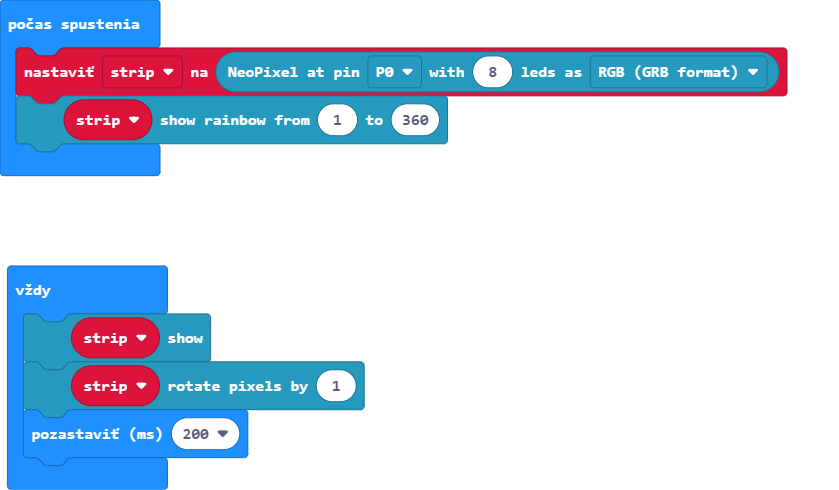 počas spustenia
nastaviť strip na NeoPixel at pin P0 with 8 leds as RGB (GRB format)
strip show rainbow from 1 to 360
vždy
strip show
strip rotate pixels by 1
pozastaviť (ms) 200